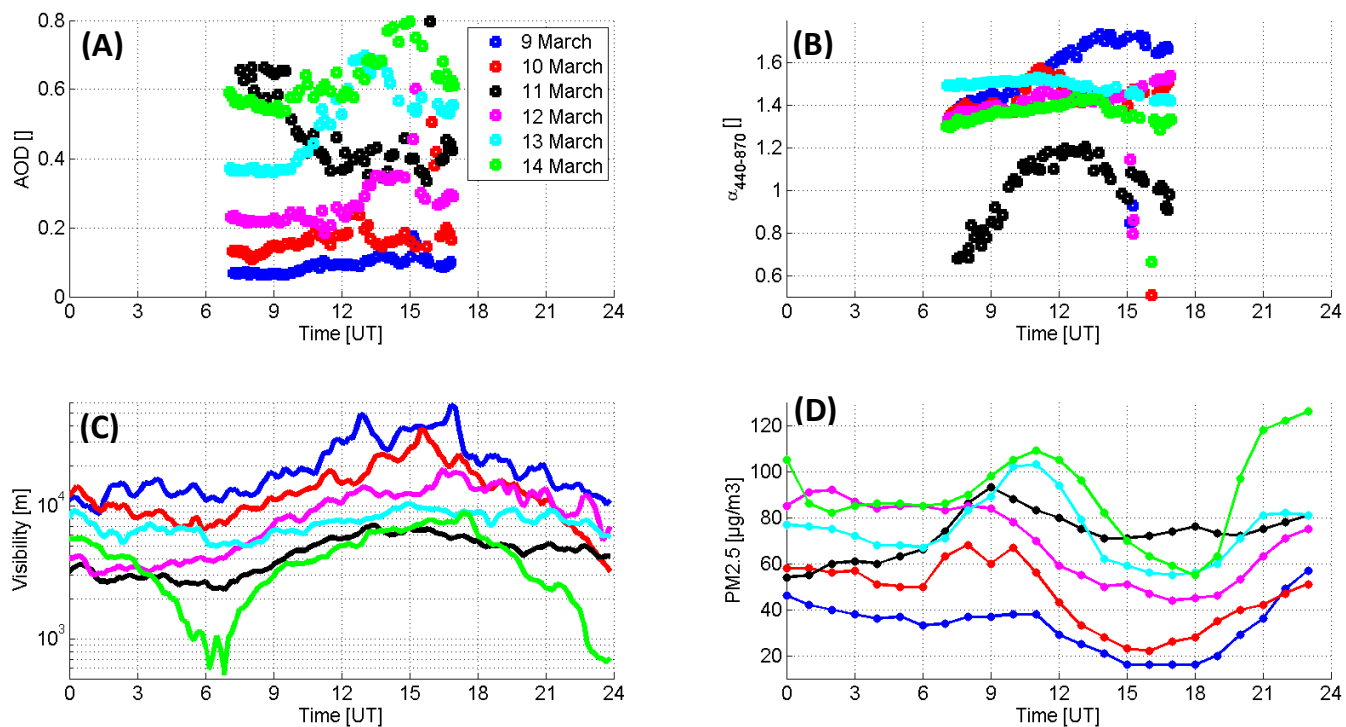 (A)
0.8
0.6
0.4
0.2
0
AOD []
0 3 6 9 12 15 18 21 24
Time [UT]
9 March
10 March
11 March
12 March
13 March
14 March
(B)
1.6
1.4
1.2
1
0.8
0.6
α440-870 []
0 3 6 9 12 15 18 21 24
Time [UT]
(C)
10^4
10^3
Visibility [m]
0 3 6 9 12 15 18 21 24
Time [UT]
(D)
120
100
80
60
40
20
PM2.5 [µg/m3]
0 3 6 9 12 15 18 21 24
Time [UT]